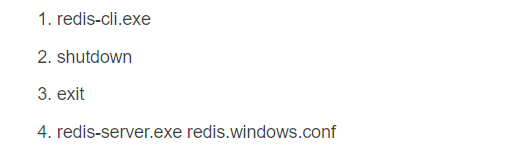 1. redis-cli.exe
2. shutdown
3. exit
4. redis-server.exe redis.windows.conf